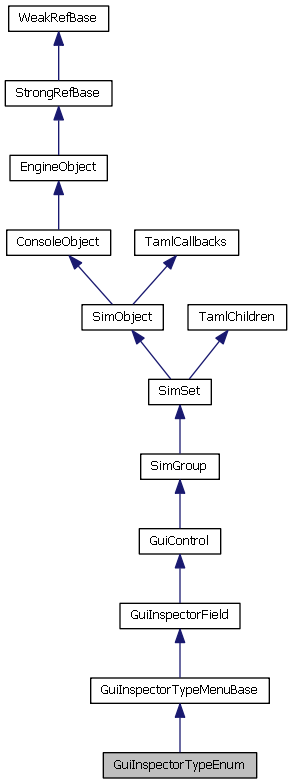 WeakRefBase
StrongRefBase
EngineObject
ConsoleObject
TamlCallbacks
SimObject
TamlChildren
SimSet
SimGroup
GuiControl
GuiInspectorField
GuiInspectorTypeMenuBase
GuiInspectorTypeEnum